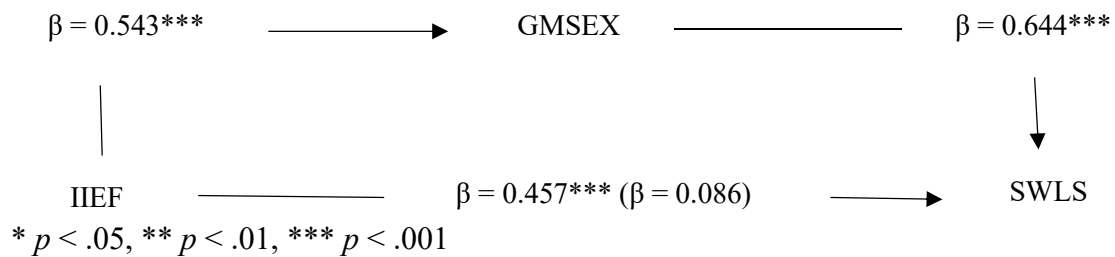 β = 0.543*** GMSEX β = 0.644***
IIEF β = 0.457*** (β = 0.086) SWLS
* p < .05, ** p < .01, *** p < .001